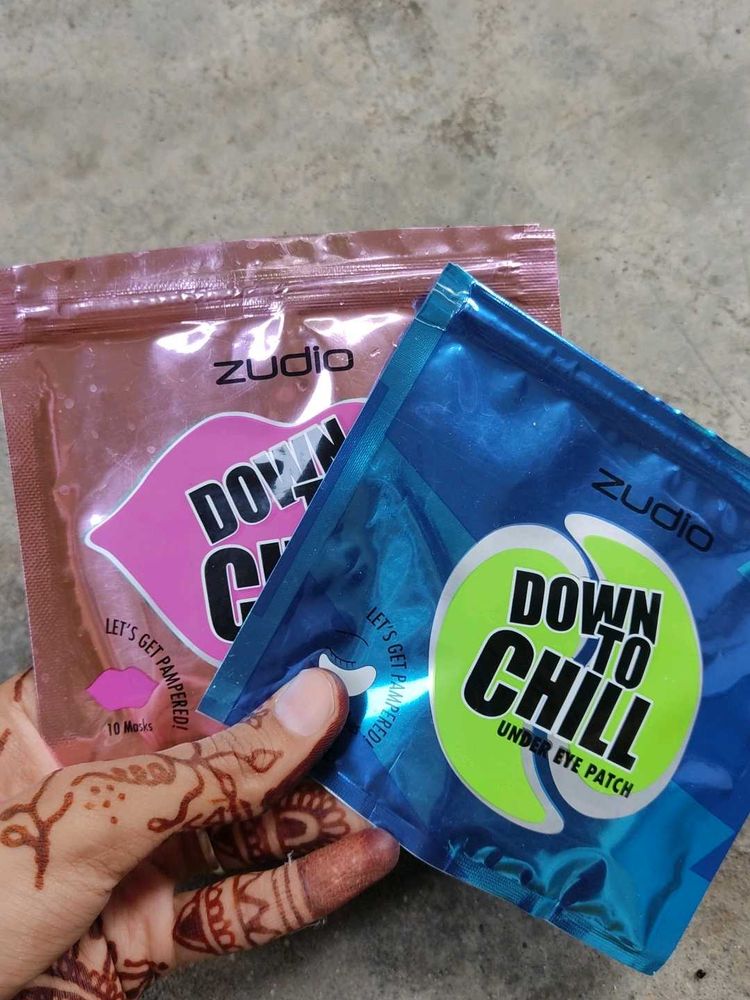 zudio
DOWN
LET'S GET PAMPERED!
10 Masks
zudio
DOWN
TO
CHILL
UNDER EYE PATCH
LET'S GET PAMPERED!